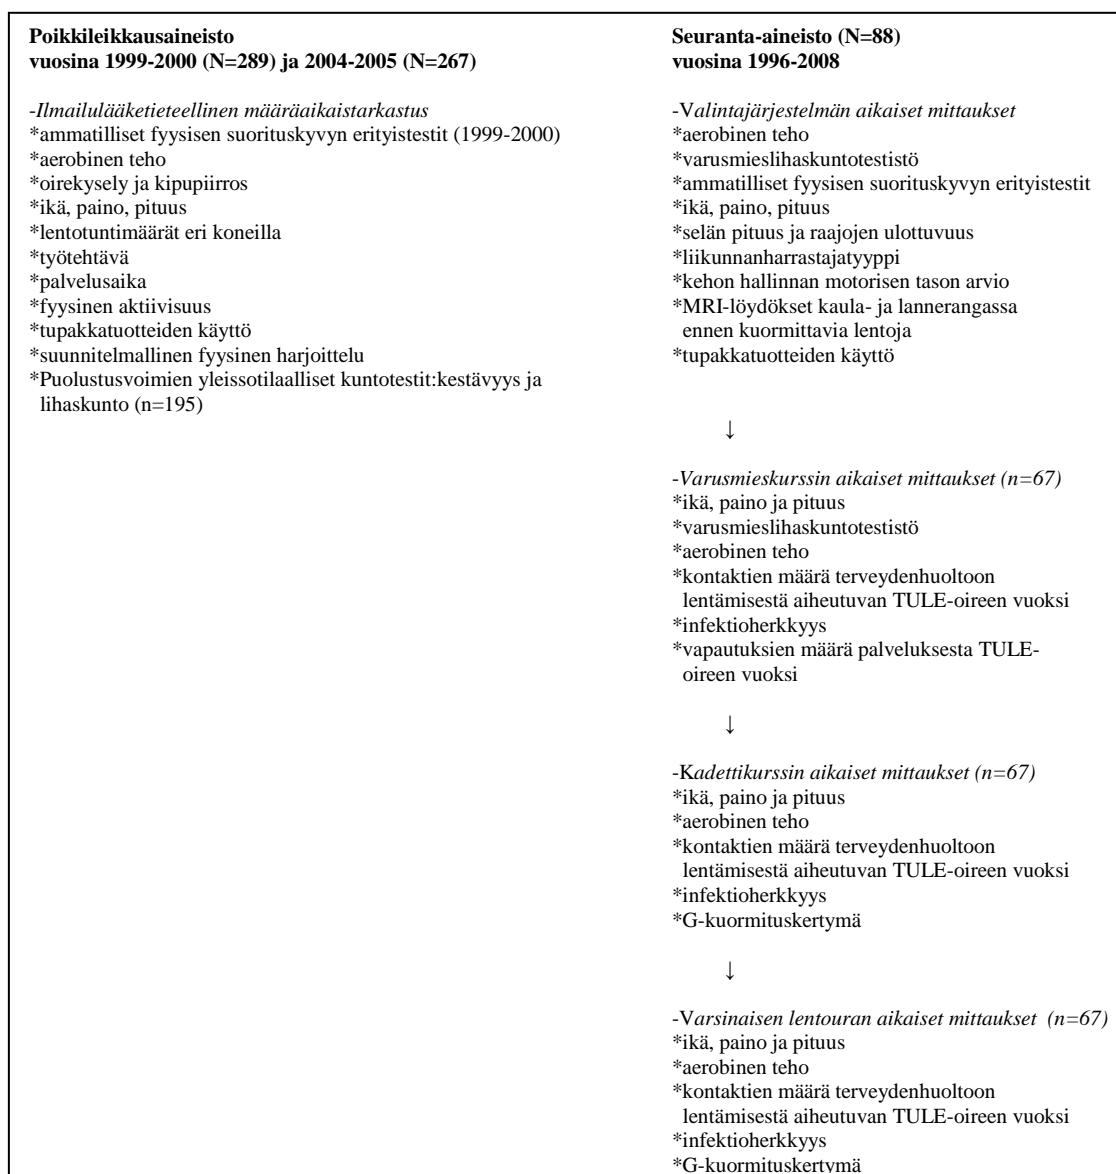 Poikkileikkausaineisto
vuosina 1999-2000 (N=289) ja 2004-2005 (N=267)
-Ilmailulääketieteellinen määräaikaistarkastus
*ammatilliset fyysisen suorituskyvyn erityistestit (1999-2000)
*aerobinen teho
*oirekysely ja kipupiirros
*ikä, paino, pituus
*lentotuntimäärät eri koneilla
*työtehtävä
*palvelusaika
*fyysinen aktiivisuus
*tupakkatuotteiden käyttö
*suunnitelmallinen fyysinen harjoittelu
*Puolustusvoimien yleissotilaalliset kuntotestit:kestävyys ja
lihaskunto (n=195)
Seuranta-aineisto (N=88)
vuosina 1996-2008
-Valintajärjestelmän aikaiset mittaukset
*aerobinen teho
*varusmieslihaskuntotestistö
*ammatilliset fyysisen suorituskyvyn erityistestit
*ikä, paino, pituus
*selän pituus ja raajojen ulottuvuus
*liikunnanharrastajatyyppi
*kehon hallinnan motorisen tason arvio
*MRI-löydökset kaula- ja lannerangassa
ennen kuormittavia lentoja
*tupakkatuotteiden käyttö
↓
-Varusmieskurssin aikaiset mittaukset (n=67)
*ikä, paino ja pituus
*varusmieslihaskuntotestistö
*aerobinen teho
*kontaktien määrä terveydenhuoltoon
lentämisestä aiheutuvan TULE-oireen vuoksi
*infektioherkkyys
*vapautuksien määrä palveluksesta TULE-
oireen vuoksi
↓
-Kadettikurssin aikaiset mittaukset (n=67)
*ikä, paino ja pituus
*aerobinen teho
*kontaktien määrä terveydenhuoltoon
lentämisestä aiheutuvan TULE-oireen vuoksi
*infektioherkkyys
*G-kuormituskertymä
↓
-Varsinaisen lentouran aikaiset mittaukset (n=67)
*ikä, paino ja pituus
*aerobinen teho
*kontaktien määrä terveydenhuoltoon
lentämisestä aiheutuvan TULE-oireen vuoksi
*infektioherkkyys
*G-kuormituskertymä